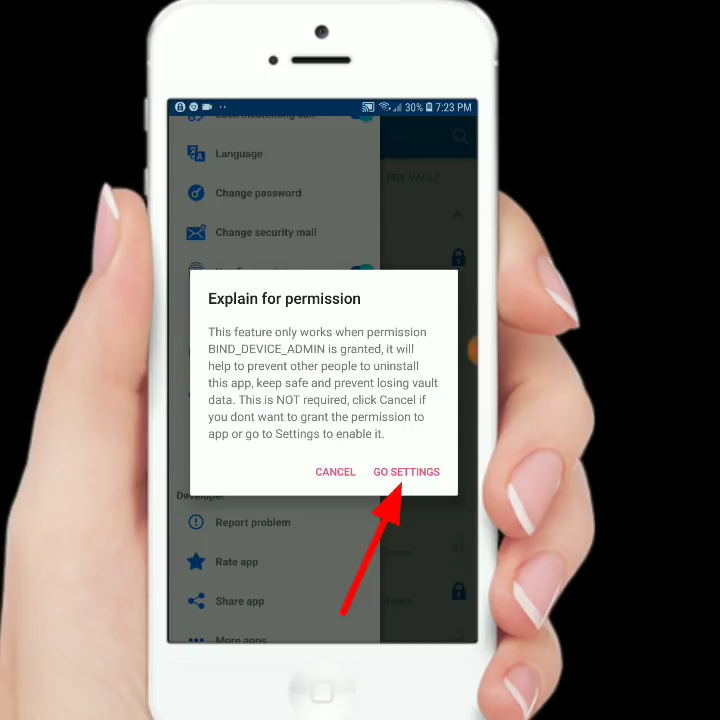 30% 7:23 PM
Lock incoming call
Language
ERY VAULT
Change password
Change security mail
Explain for permission
This feature only works when permission
BIND_DEVICE_ADMIN is granted, it will
help to prevent other people to uninstall
this app, keep safe and prevent losing vault
data. This is NOT required, click Cancel if
you dont want to grant the permission to
app or go to Settings to enable it.
CANCEL GO SETTINGS
Developer
Report problem
Rate app
Share app
More apps